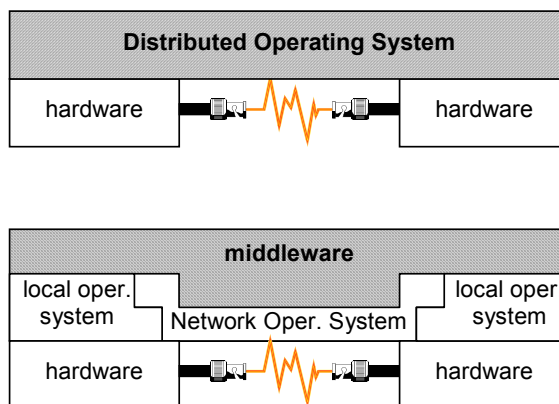 Distributed Operating System
hardware
hardware
middleware
local oper.
system
local oper
system
Network Oper. System
hardware
hardware